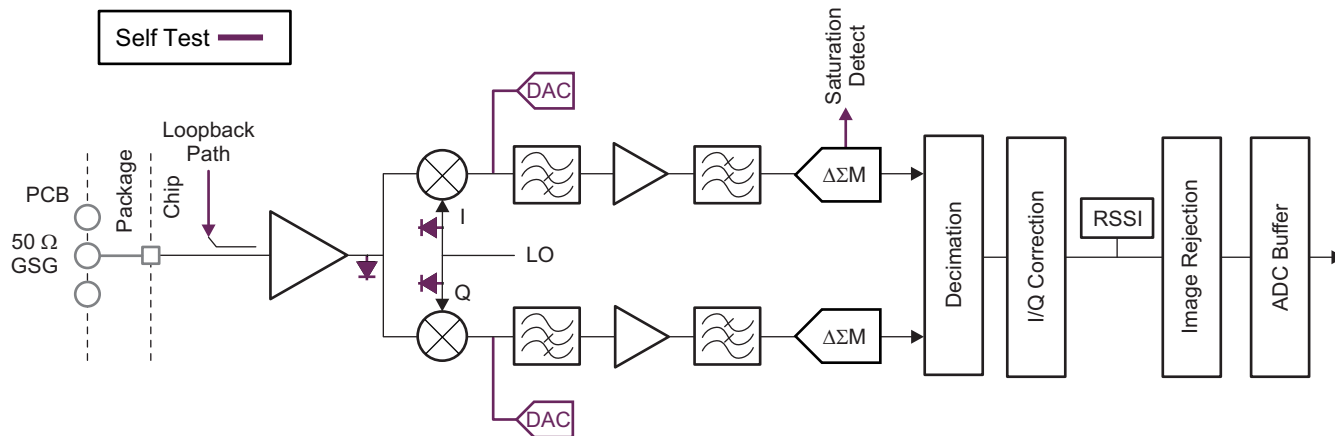 Self Test
DAC
Saturation
Detect
Loopback
Path
PCB
Package
Chip
50 Ω
GSG
I
LO
Q
ΔΣM
ΔΣM
DAC
Decimation
I/Q Correction
RSSI
Image Rejection
ADC Buffer